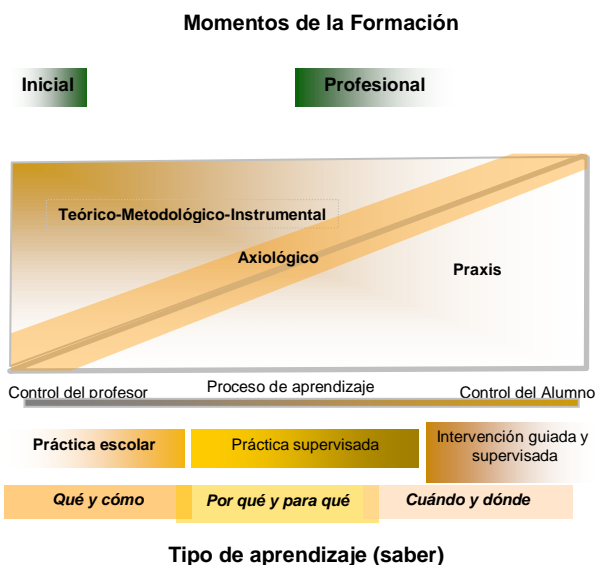 Momentos de la Formación
Inicial
Profesional
Teórico-Metodológico-Instrumental
Axiológico
Praxis
Control del profesor
Proceso de aprendizaje
Control del Alumno
Práctica escolar
Práctica supervisada
Intervención guiada y
supervisada
Qué y cómo
Por qué y para qué
Cuándo y dónde
Tipo de aprendizaje (saber)